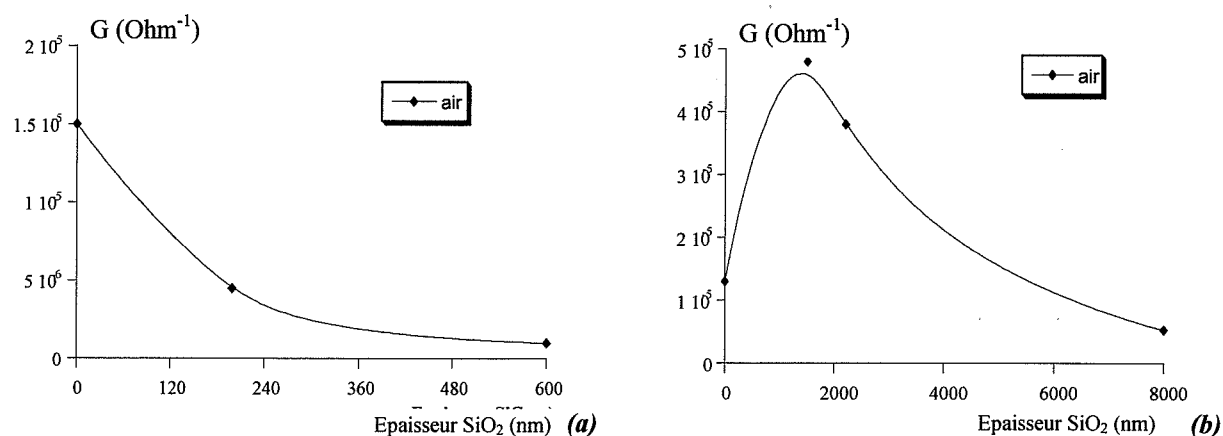 G (Ohm⁻¹)
2 10⁵
1.5 10⁵
1 10⁵
5 10⁶
0
0 120 240 360 480 600
air
Epaisseur SiO₂ (nm) (a)
G (Ohm⁻¹)
5 10⁵
4 10⁵
3 10⁵
2 10⁵
1 10⁵
0
0 2000 4000 6000 8000
air
Epaisseur SiO₂ (nm) (b)